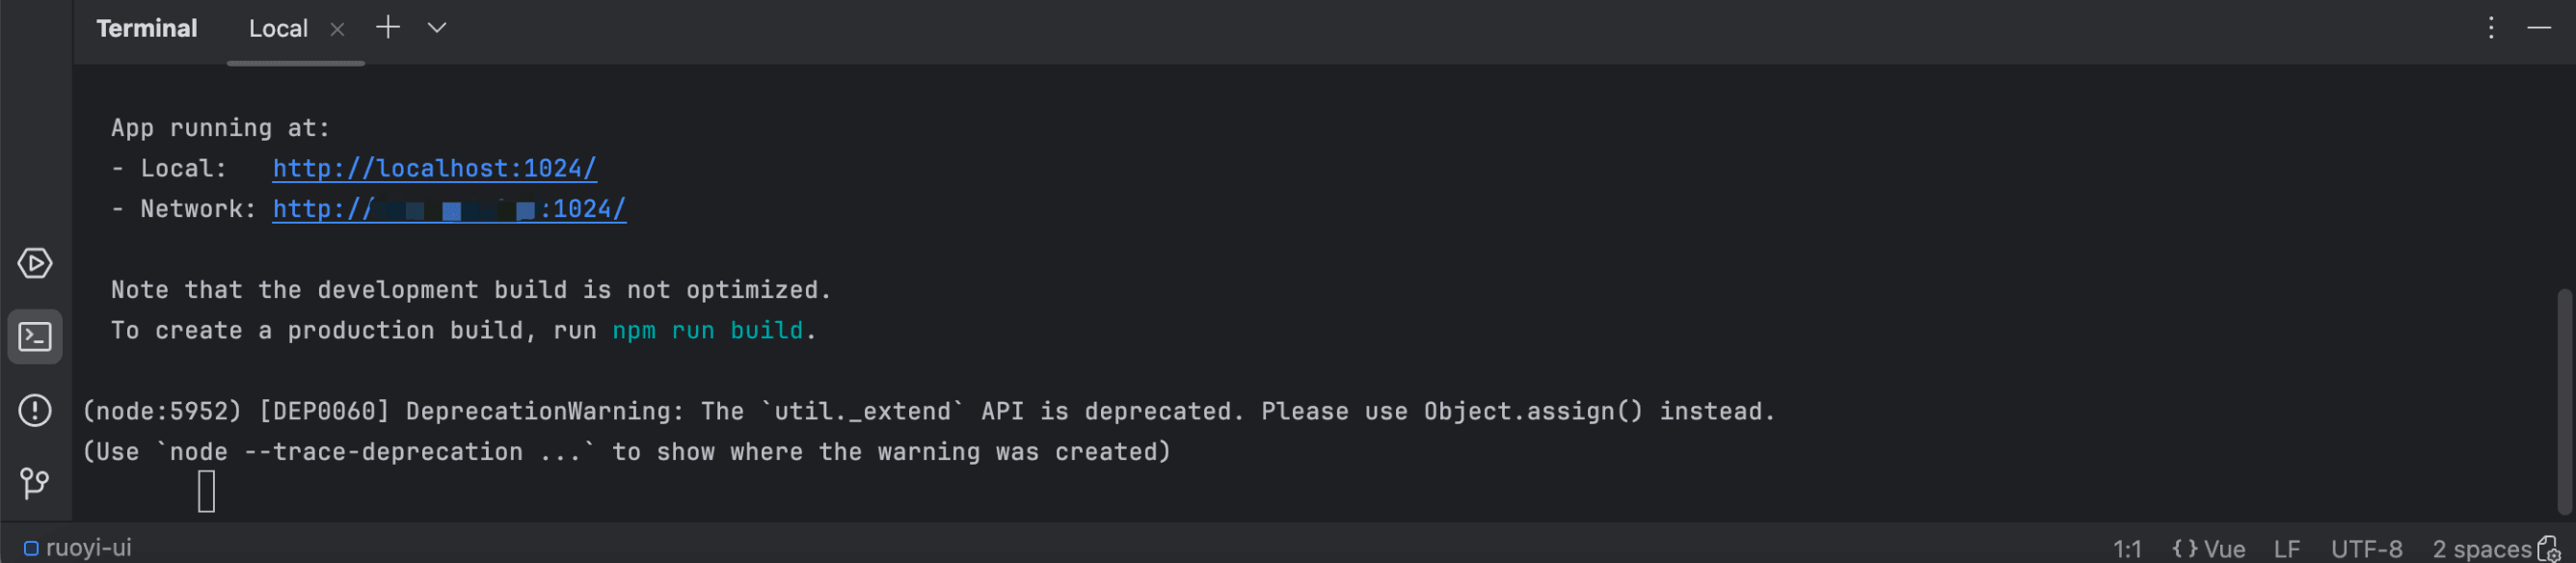 Terminal Local
App running at:
- Local: http://localhost:1024/
- Network: http:// :1024/
Note that the development build is not optimized.
To create a production build, run npm run build.
(node:5952) [DEP0060] DeprecationWarning: The `util._extend` API is deprecated. Please use Object.assign() instead.
(Use `node --trace-deprecation ...` to show where the warning was created)
ruoyi-ui 1:1 {} Vue LF UTF-8 2 spaces